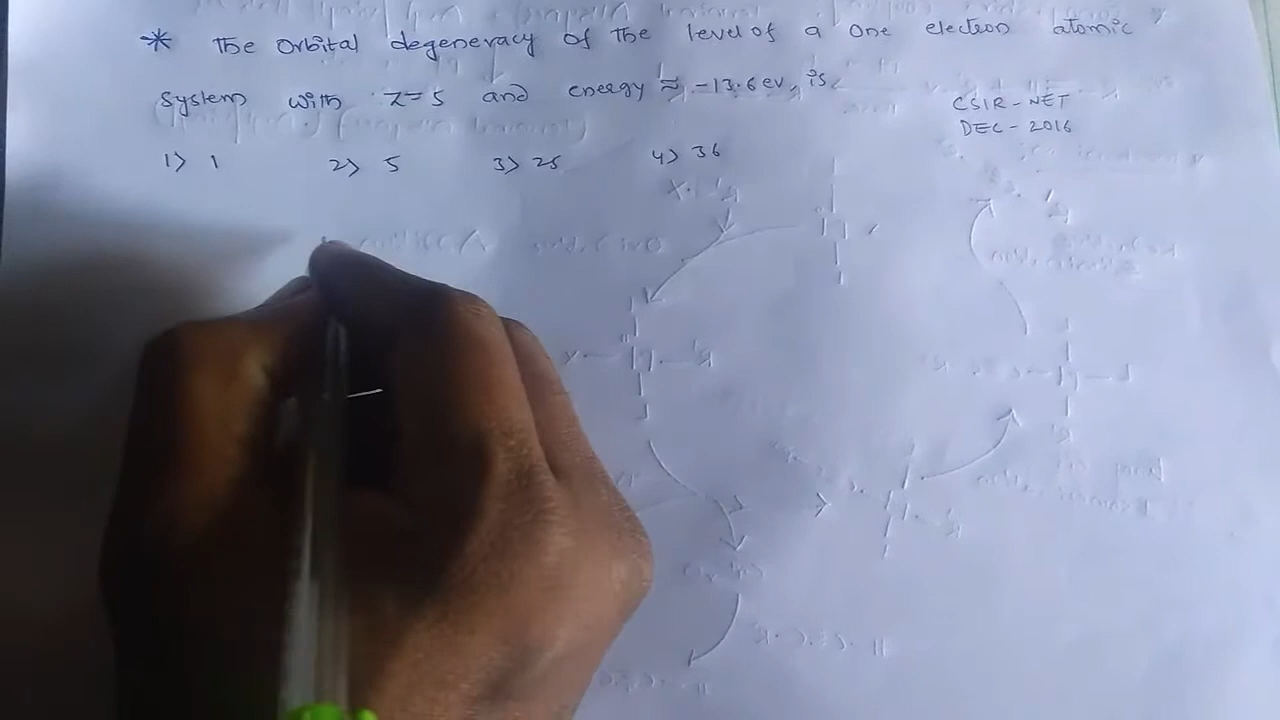 * The orbital degeneracy of the level of a one electron atomic
system with Z=5 and energy ≈ -13.6 ev, is
CSIR-NET
DEC-2016
1) 1 2) 5 3) 25 4) 36